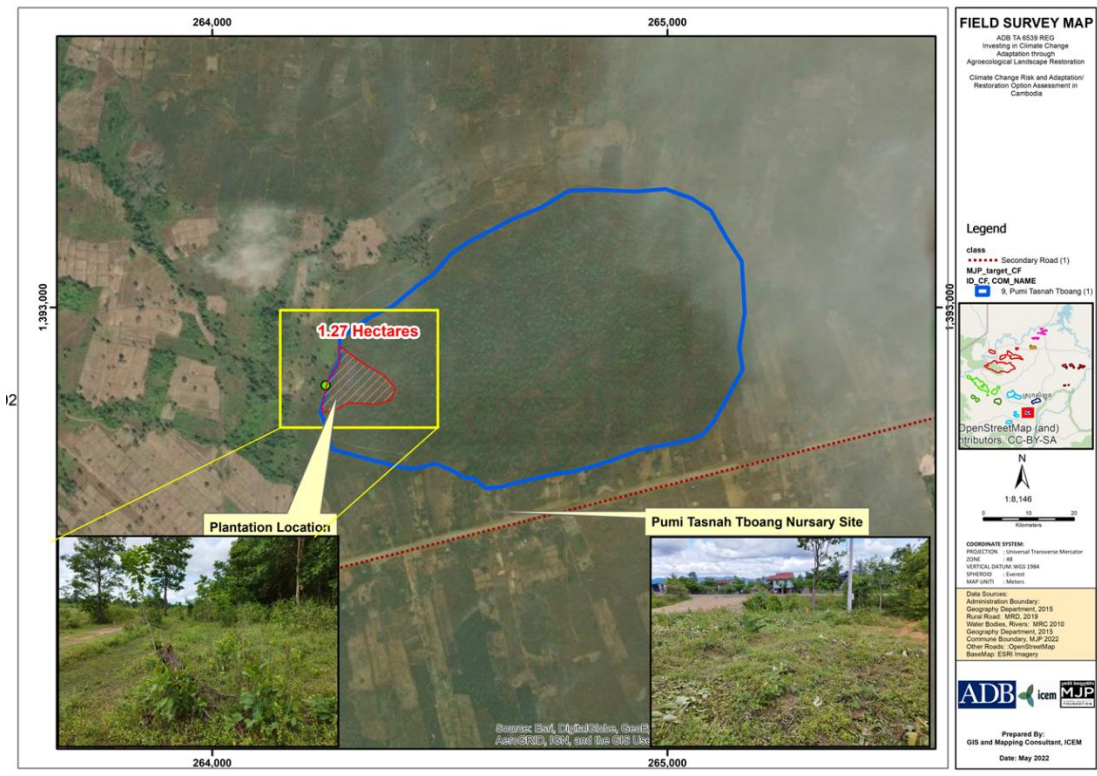 264,000
265,000
1,393,000
1,393,000
1.27 Hectares
Plantation Location
Pumi Tasnah Tboang Nursary Site
Source: Esri, DigitalGlobe, GeoE
AeroGRID, IGN, and the GIS Use
264,000
265,000
FIELD SURVEY MAP
ADB TA 6539 REG
Investing in Climate Change
Adaptation through
Agroecological Landscape Restoration
Climate Change Risk and Adaptation/
Restoration Option Assessment in
Cambodia
Legend
class
Secondary Road (1)
MJP_target_CF
ID_CF, COM_NAME
9, Pumi Tasnah Tboang (1)
OpenStreetMap (and)
ntributors, CC-BY-SA
N
1:8,146
0 10 20
Kilometers
COORDINATE SYSTEM:
PROJECTION : Universal Transverse Mercator
ZONE : 48
VERTICAL DATUM: WGS 1984
SPHEROID : Everest
MAP UNITI : Meters
Data Sources:
Administration Boundary:
Geography Department, 2015
Rural Road: MRD, 2019
Water Bodies, Rivers: MRC 2010
Geography Department, 2015
Commune Boundary, MJP 2022
Other Roads: :OpenStreetMap
BaseMap: ESRI Imagery
ADB
icem
MJP
FOUNDATION
Prepared By:
GIS and Mapping Consultant, ICEM
Date: May 2022